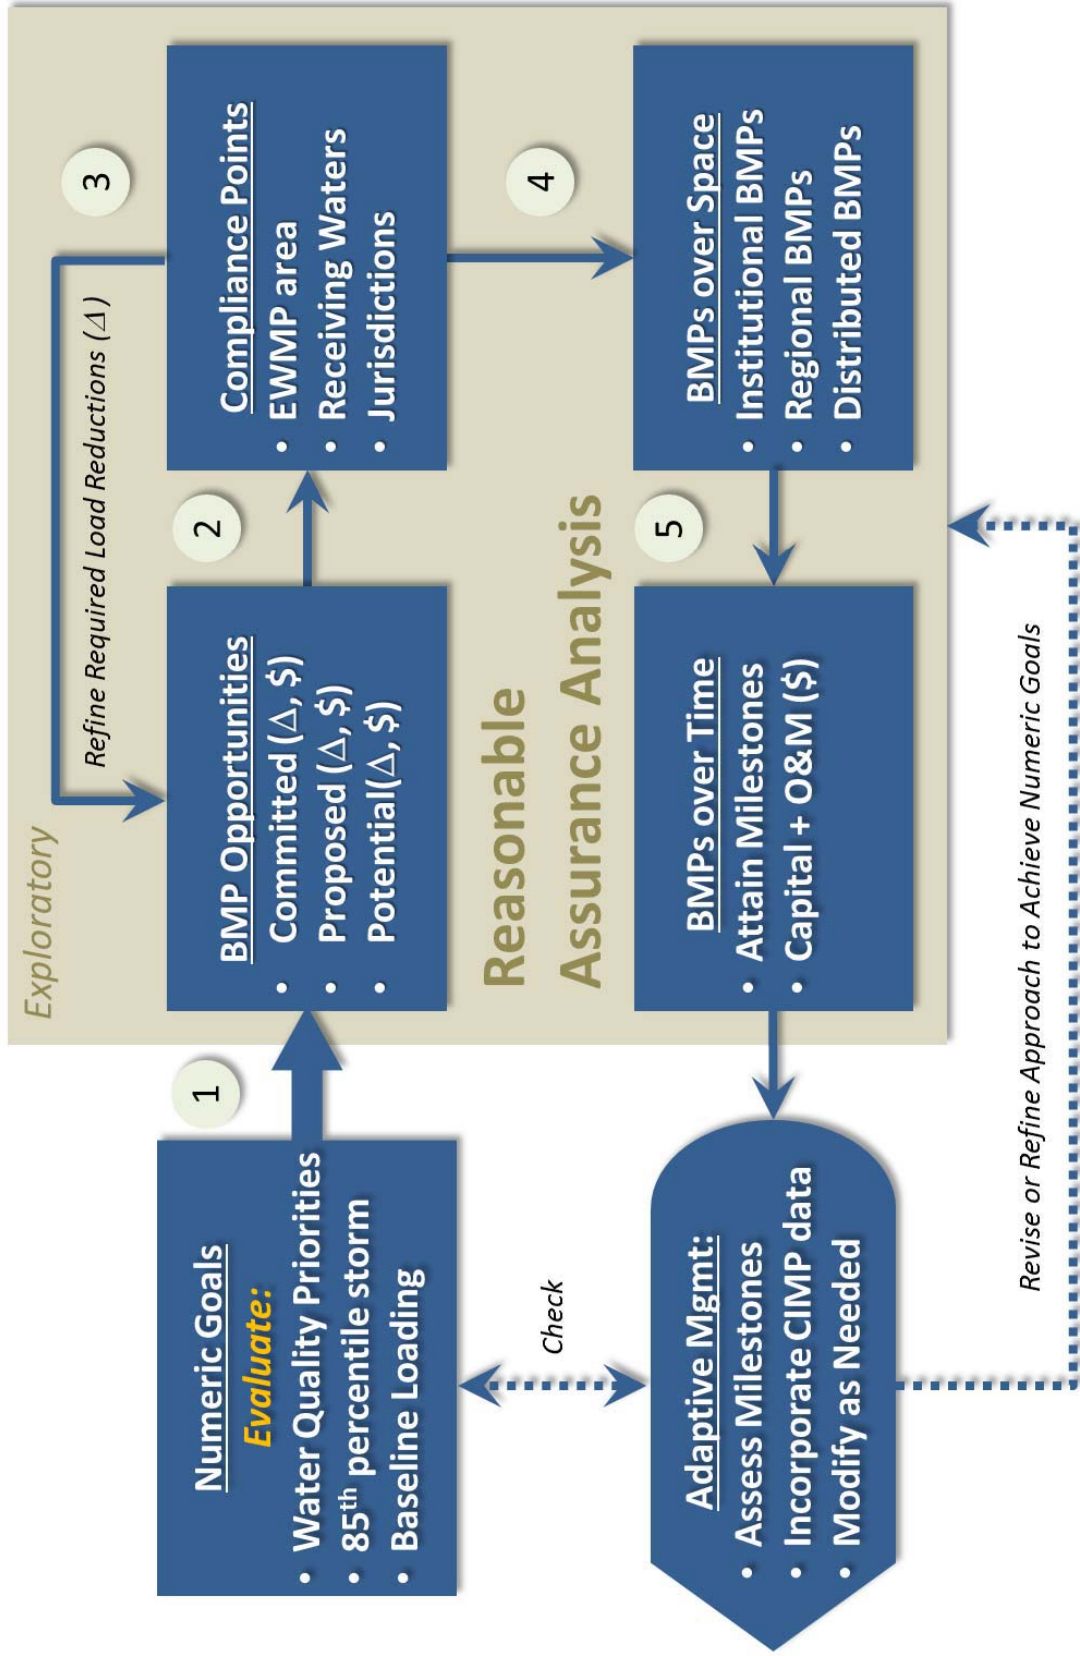 Exploratory
3
Refine Required Load Reductions (Δ)
1
2
Numeric Goals
Evaluate:
• Water Quality Priorities
• 85th percentile storm
• Baseline Loading
BMP Opportunities
• Committed (Δ, $)
• Proposed (Δ, $)
• Potential(Δ, $)
Compliance Points
• EWMP area
• Receiving Waters
• Jurisdictions
Check
Reasonable
Assurance Analysis
4
5
Adaptive Mgmt:
• Assess Milestones
• Incorporate CIMP data
• Modify as Needed
BMPs over Time
• Attain Milestones
• Capital + O&M ($)
BMPs over Space
• Institutional BMPs
• Regional BMPs
• Distributed BMPs
Revise or Refine Approach to Achieve Numeric Goals